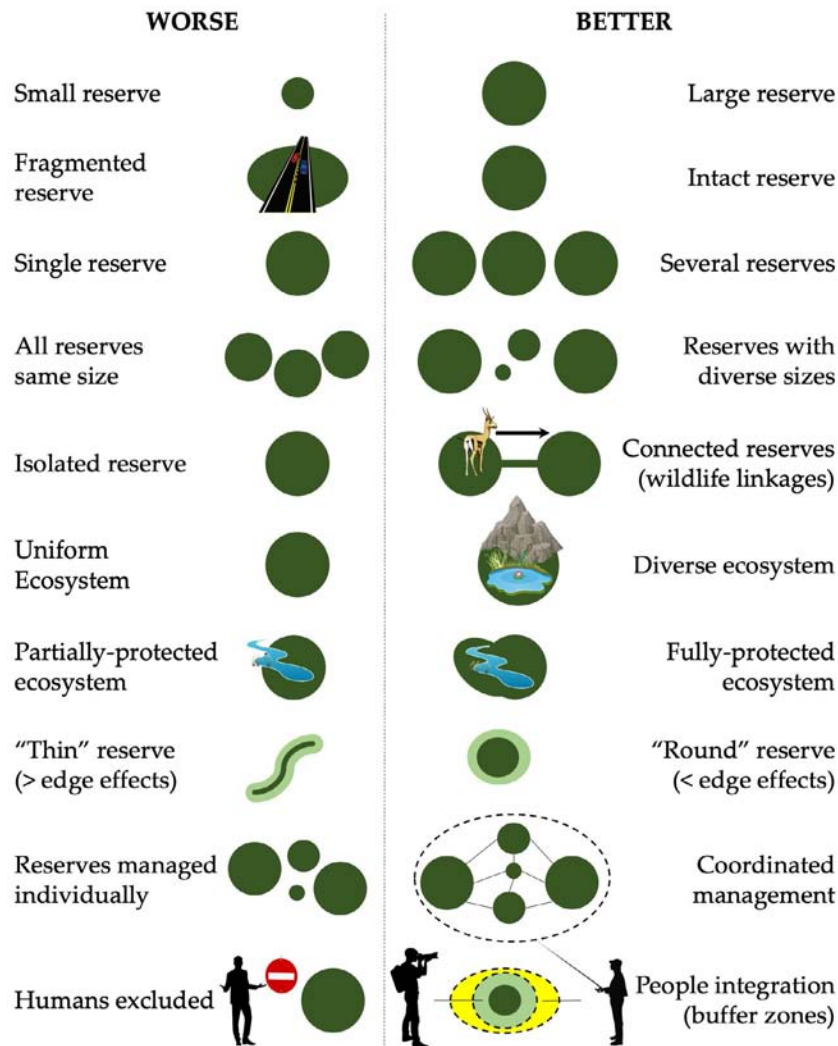 WORSE
BETTER
Small reserve
Large reserve
Fragmented
reserve
Intact reserve
Single reserve
Several reserves
All reserves
same size
Reserves with
diverse sizes
Isolated reserve
Connected reserves
(wildlife linkages)
Uniform
Ecosystem
Diverse ecosystem
Partially-protected
ecosystem
Fully-protected
ecosystem
“Thin” reserve
(> edge effects)
“Round” reserve
(< edge effects)
Reserves managed
individually
Coordinated
management
Humans excluded
People integration
(buffer zones)